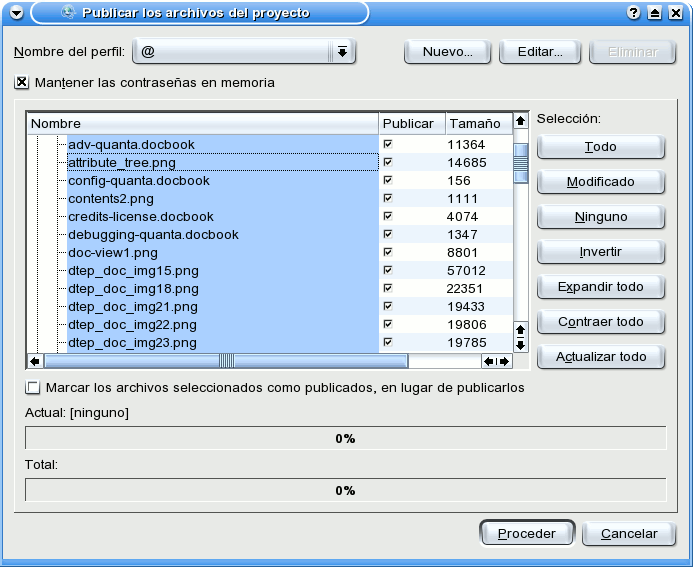 Publicar los archivos del proyecto
Nombre del perfil: @ Nuevo... Editar... Eliminar
Mantener las contraseñas en memoria
Nombre Publicar Tamaño
adv-quanta.docbook 11364
attribute_tree.png 14685
config-quanta.docbook 156
contents2.png 1111
credits-license.docbook 4074
debugging-quanta.docbook 1347
doc-view1.png 8801
dtep_doc_img15.png 57012
dtep_doc_img18.png 22351
dtep_doc_img21.png 19433
dtep_doc_img22.png 19806
dtep_doc_img23.png 19785
Selección:
Todo
Modificado
Ninguno
Invertir
Expandir todo
Contraer todo
Actualizar todo
Marcar los archivos seleccionados como publicados, en lugar de publicarlos
Actual: [ninguno]
0%
Total:
0%
Proceder Cancelar